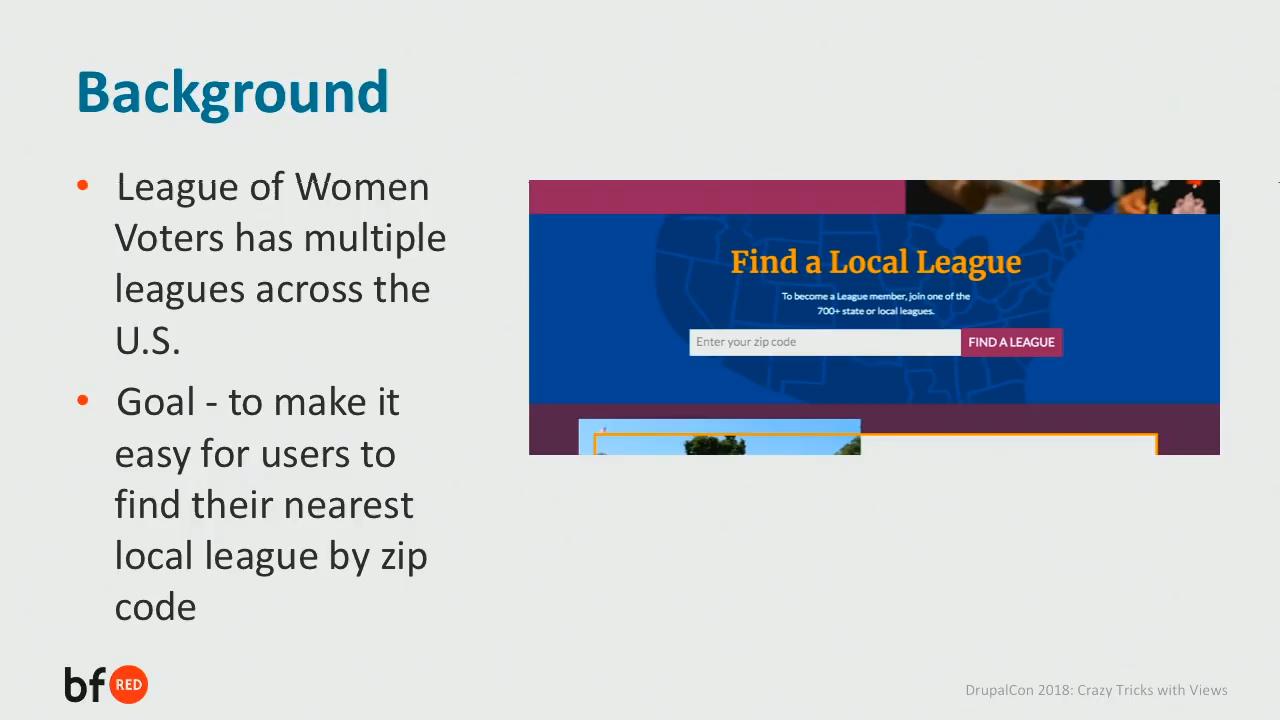 Background
• League of Women
Voters has multiple
leagues across the
U.S.
• Goal - to make it
easy for users to
find their nearest
local league by zip
code
Find a Local League
To become a League member, join one of the
700+ state or local leagues.
Enter your zip code
FIND A LEAGUE
bf RED
DrupalCon 2018: Crazy Tricks with Views